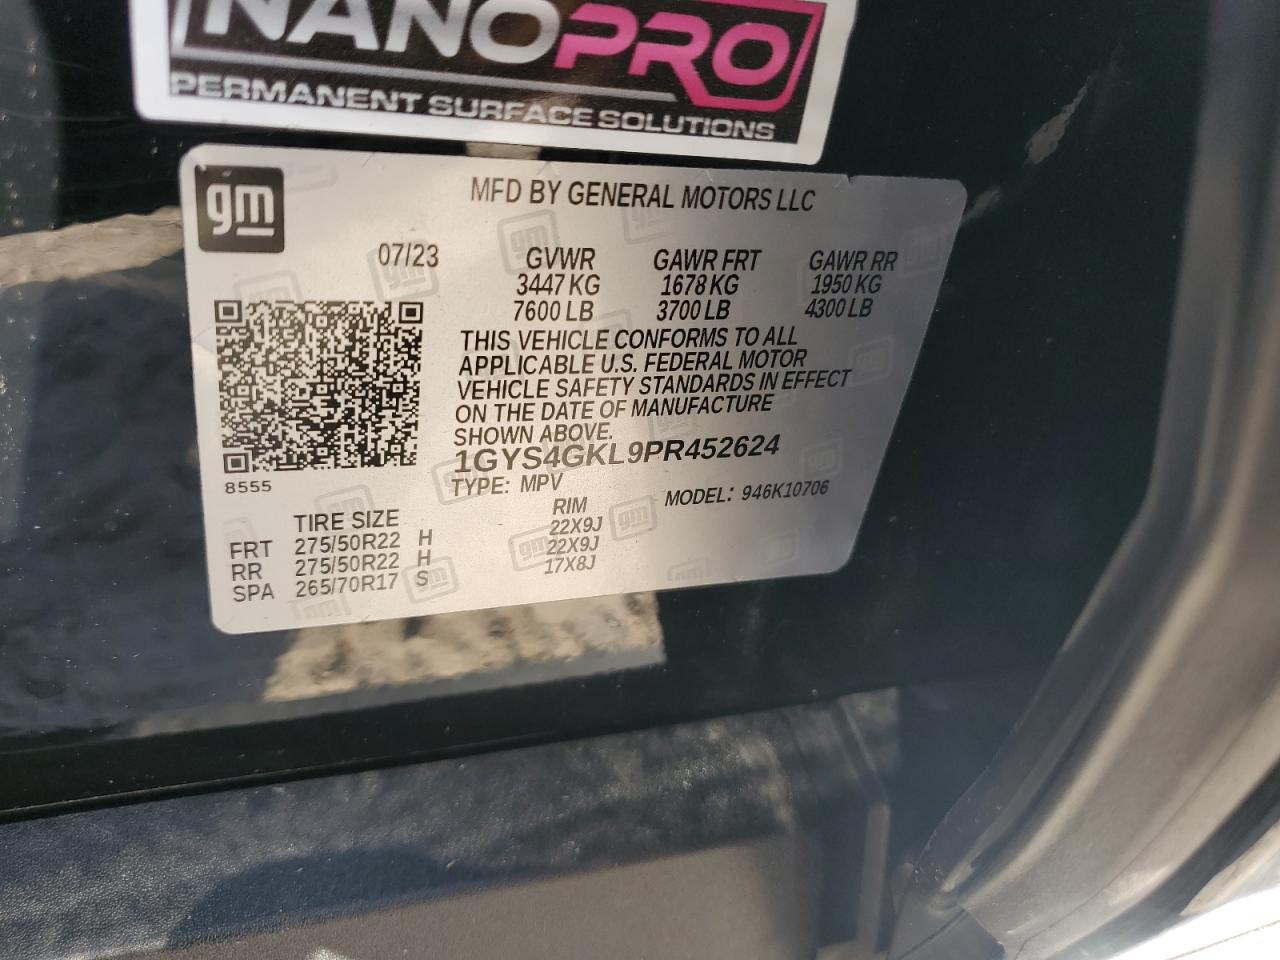 NANOPRO
PERMANENT SURFACE SOLUTIONS
gm
MFD BY GENERAL MOTORS LLC
07/23 GVWR GAWR FRT GAWR RR
3447 KG 1678 KG 1950 KG
7600 LB 3700 LB 4300 LB
THIS VEHICLE CONFORMS TO ALL
APPLICABLE U.S. FEDERAL MOTOR
VEHICLE SAFETY STANDARDS IN EFFECT
ON THE DATE OF MANUFACTURE
SHOWN ABOVE.
1GYS4GKL9PR452624
TYPE: MPV MODEL: 946K10706
8555
TIRE SIZE RIM
FRT 275/50R22 H 22X9J
RR 275/50R22 H 22X9J
SPA 265/70R17 S 17X8J